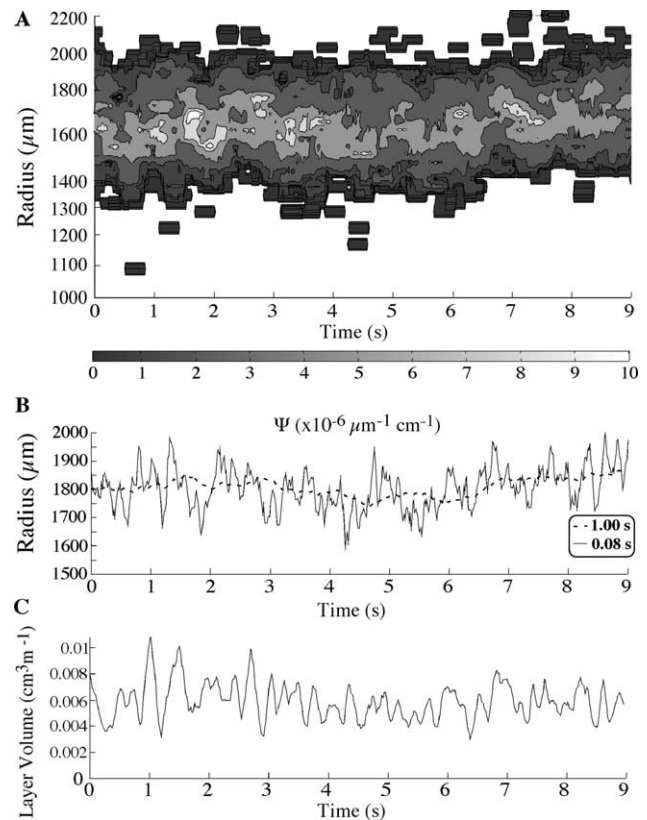 A
Radius (µm)
2200
2000
1800
1600
1400
1300
1200
1100
1000
0 1 2 3 4 5 6 7 8 9
Time (s)
0 1 2 3 4 5 6 7 8 9 10
Ψ (x10⁻⁶ µm⁻¹ cm⁻¹)
B
Radius (µm)
2000
1900
1800
1700
1600
1500
0 1 2 3 4 5 6 7 8 9
Time (s)
1.00 s
0.08 s
C
Layer Volume (cm³m⁻¹)
0.01
0.008
0.006
0.004
0.002
0
0 1 2 3 4 5 6 7 8 9
Time (s)